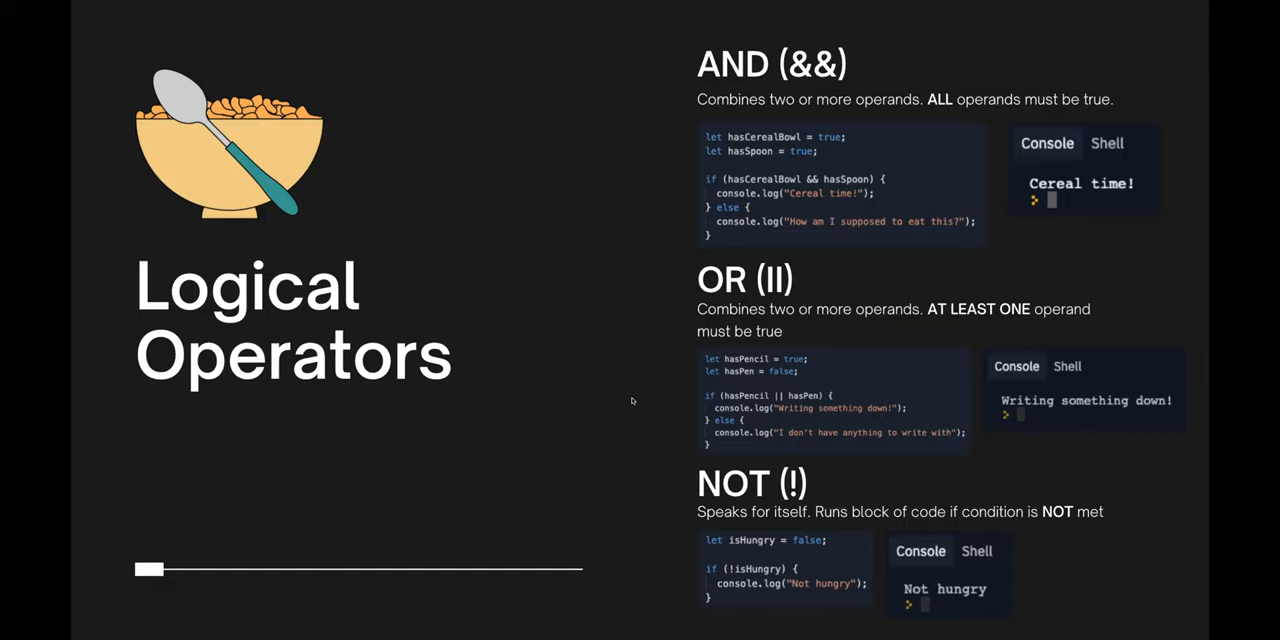 Logical
Operators
AND (&&)
Combines two or more operands. ALL operands must be true.
let hasCerealBowl = true;
let hasSpoon = true;
if (hasCerealBowl && hasSpoon) {
console.log("Cereal time!");
} else {
console.log("How am I supposed to eat this?");
}
Console Shell
Cereal time!
OR (II)
Combines two or more operands. AT LEAST ONE operand
must be true
let hasPencil = true;
let hasPen = false;
if (hasPencil || hasPen) {
console.log("Writing something down!");
} else {
console.log("I don't have anything to write with");
}
Console Shell
Writing something down!
NOT (!)
Speaks for itself. Runs block of code if condition is NOT met
let isHungry = false;
if (!isHungry) {
console.log("Not hungry");
}
Console Shell
Not hungry